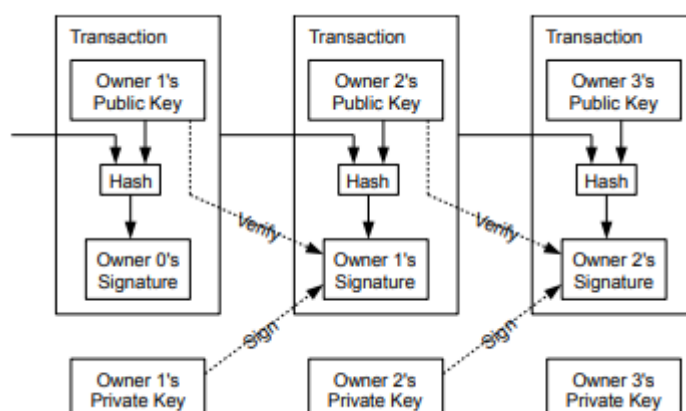 Transaction
Owner 1's
Public Key
Hash
Owner 0's
Signature
Transaction
Owner 2's
Public Key
Hash
Verify
Owner 1's
Signature
Transaction
Owner 3's
Public Key
Hash
Verify
Owner 2's
Signature
Sign
Sign
Owner 1's
Private Key
Owner 2's
Private Key
Owner 3's
Private Key